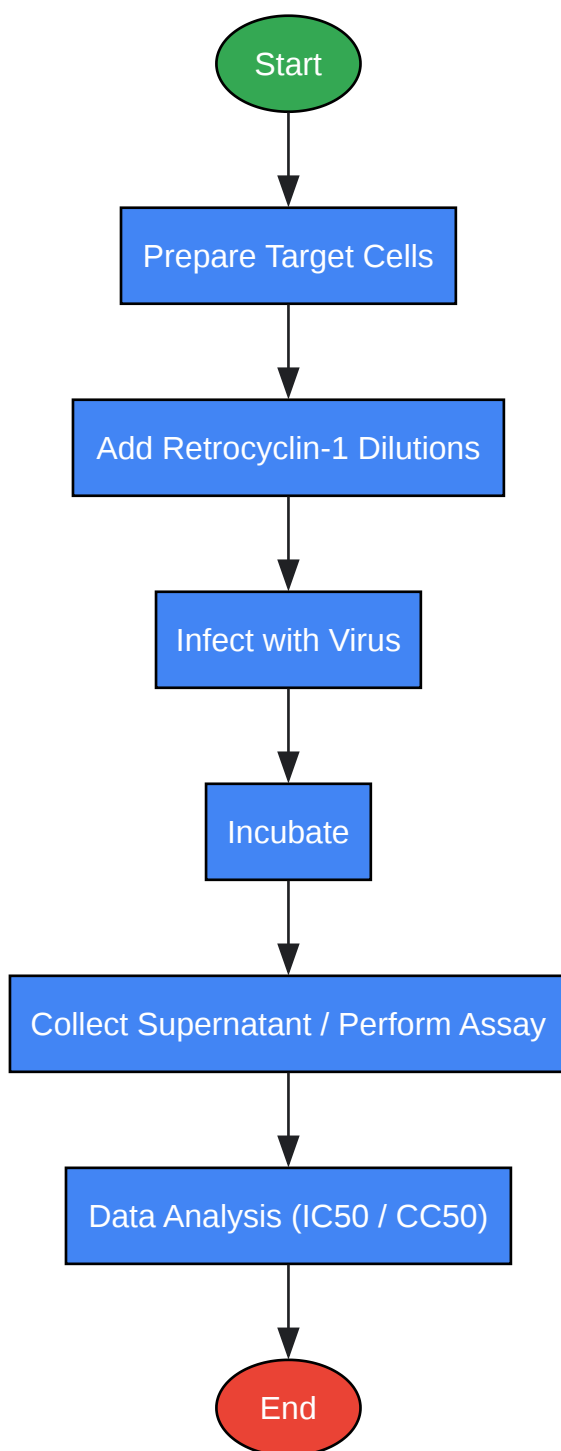 Start
Prepare Target Cells
Add Retrocyclin-1 Dilutions
Infect with Virus
Incubate
Collect Supernatant / Perform Assay
Data Analysis (IC50 / CC50)
End